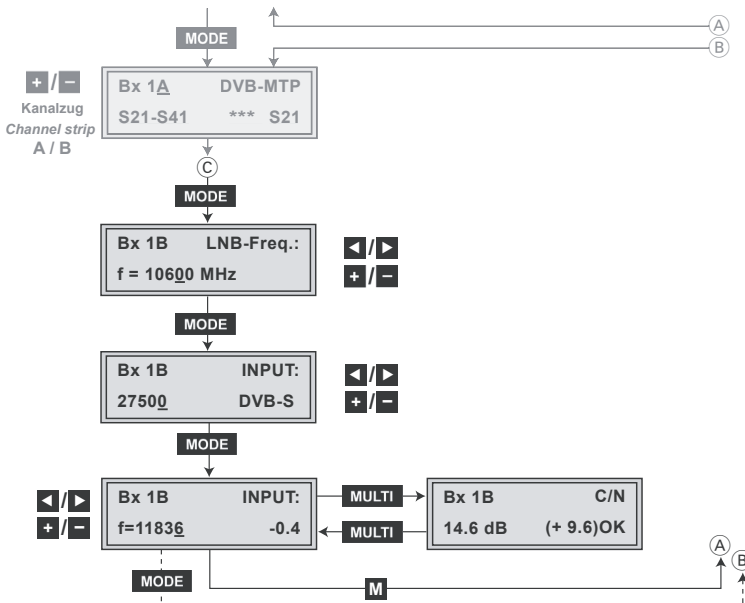 A
MODE
B
+ / −
Bx 1A DVB-MTP
Kanalzug
S21-S41 *** S21
Channel strip
A / B
C
MODE
Bx 1B LNB-Freq.:
◄ / ►
f = 10600 MHz
+ / −
MODE
Bx 1B INPUT:
◄ / ►
27500 DVB-S
+ / −
MODE
◄ / ►
Bx 1B INPUT:
MULTI
Bx 1B C/N
+ / −
f=11836 -0.4
MULTI
14.6 dB (+ 9.6)OK
A
B
MODE
M